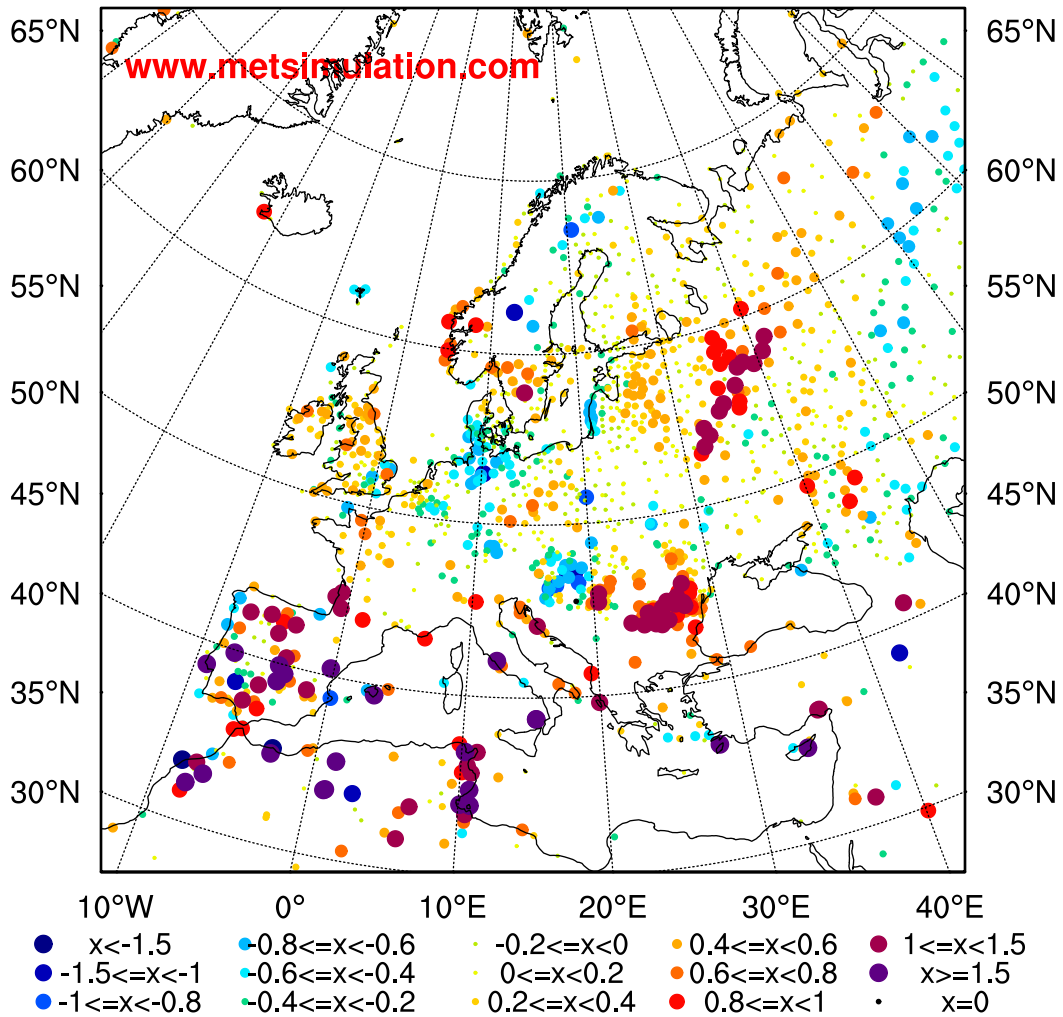 65°N 65°N
www.metsimulation.com
60°N 60°N
55°N 55°N
50°N 50°N
45°N 45°N
40°N 40°N
35°N 35°N
30°N 30°N
10°W 0° 10°E 20°E 30°E 40°E
x<-1.5 -0.8<=x<-0.6 -0.2<=x<0 0.4<=x<0.6 1<=x<1.5
-1.5<=x<-1 -0.6<=x<-0.4 0<=x<0.2 0.6<=x<0.8 x>=1.5
-1<=x<-0.8 -0.4<=x<-0.2 0.2<=x<0.4 0.8<=x<1 x=0